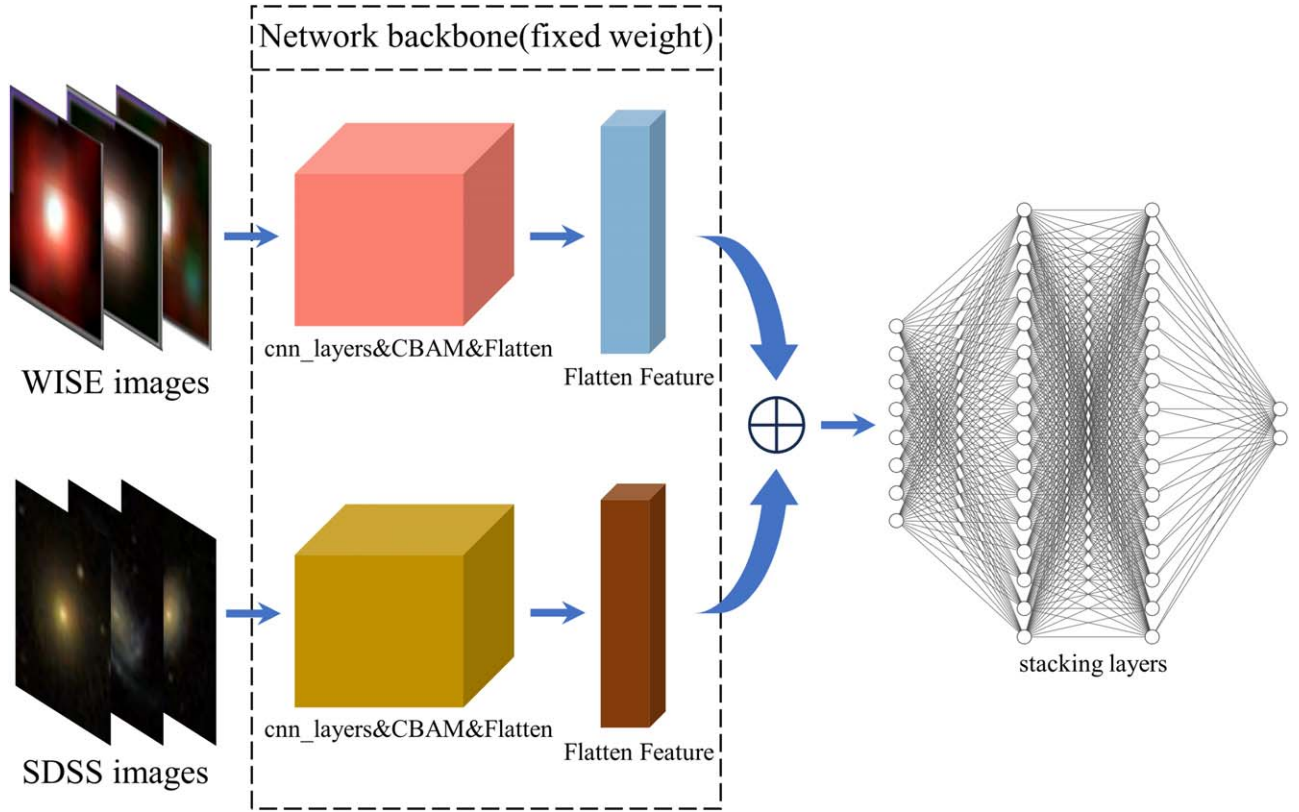 Network backbone(fixed weight)
cnn_layers&CBAM&Flatten
WISE images
Flatten Feature
stacking layers
cnn_layers&CBAM&Flatten
Flatten Feature
SDSS images